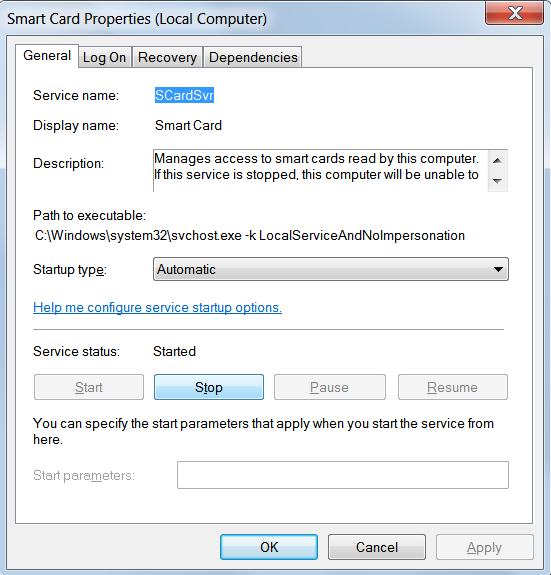 Smart Card Properties (Local Computer)
General Log On Recovery Dependencies
Service name: SCardSvr
Display name: Smart Card
Description: Manages access to smart cards read by this computer.
If this service is stopped, this computer will be unable to
Path to executable:
C:\Windows\system32\svchost.exe -k LocalServiceAndNoImpersonation
Startup type: Automatic
Help me configure service startup options.
Service status: Started
Start Stop Pause Resume
You can specify the start parameters that apply when you start the service from
here.
Start parameters:
OK Cancel Apply